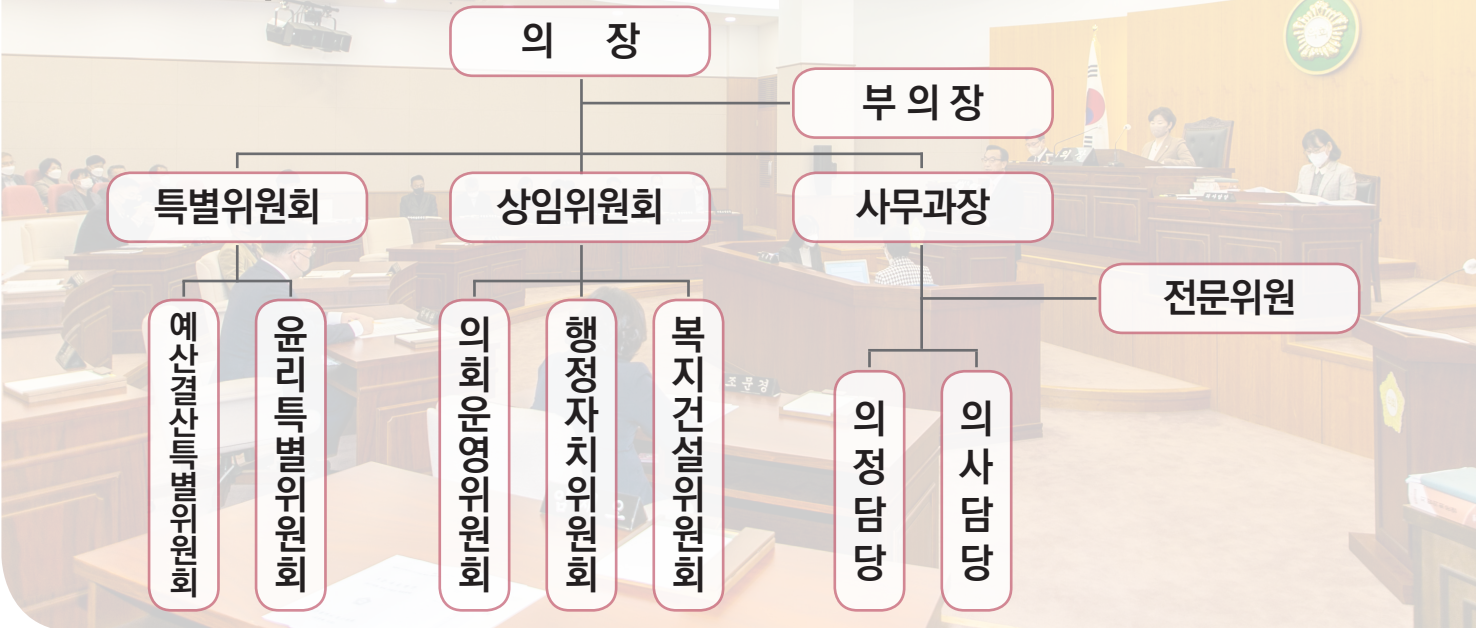 의 장
부의장
특별위원회
상임위원회
사무과장
전문위원
예산결산특별위원회
윤리특별위원회
의회운영위원회
행정자치위원회
복지건설위원회
의정담당
의사담당
조문경